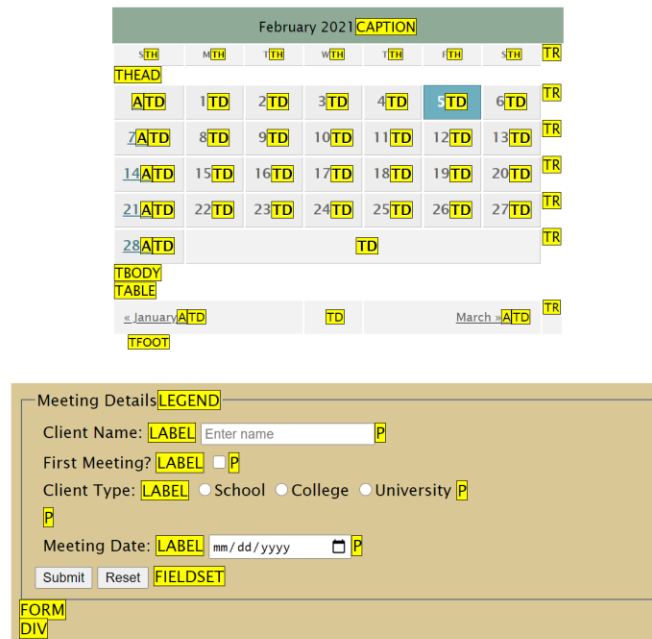 February 2021CAPTION
STH MTH TTH WTH TTH FTH STH TR
THEAD
ATD 1TD 2TD 3TD 4TD 5TD 6TD TR
7ATD 8TD 9TD 10TD 11TD 12TD 13TD TR
14ATD 15TD 16TD 17TD 18TD 19TD 20TD TR
21ATD 22TD 23TD 24TD 25TD 26TD 27TD TR
28ATD TD TR
TBODY
TABLE
« JanuaryATD TD March »ATD TR
TFOOT
Meeting DetailsLEGEND
Client Name: LABEL Enter name P
First Meeting? LABEL P
Client Type: LABEL School College University P
P
Meeting Date: LABEL mm/dd/yyyy P
Submit Reset FIELDSET
FORM
DIV